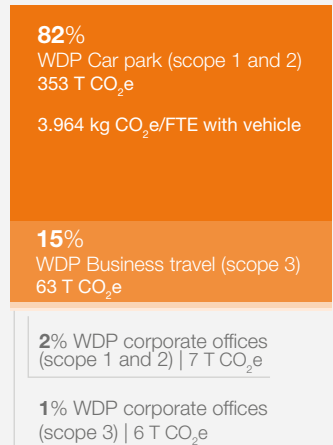 82%
WDP Car park (scope 1 and 2)
353 T CO₂e
3.964 kg CO₂e/FTE with vehicle
15%
WDP Business travel (scope 3)
63 T CO₂e
2% WDP corporate offices
(scope 1 and 2) | 7 T CO₂e
1% WDP corporate offices
(scope 3) | 6 T CO₂e